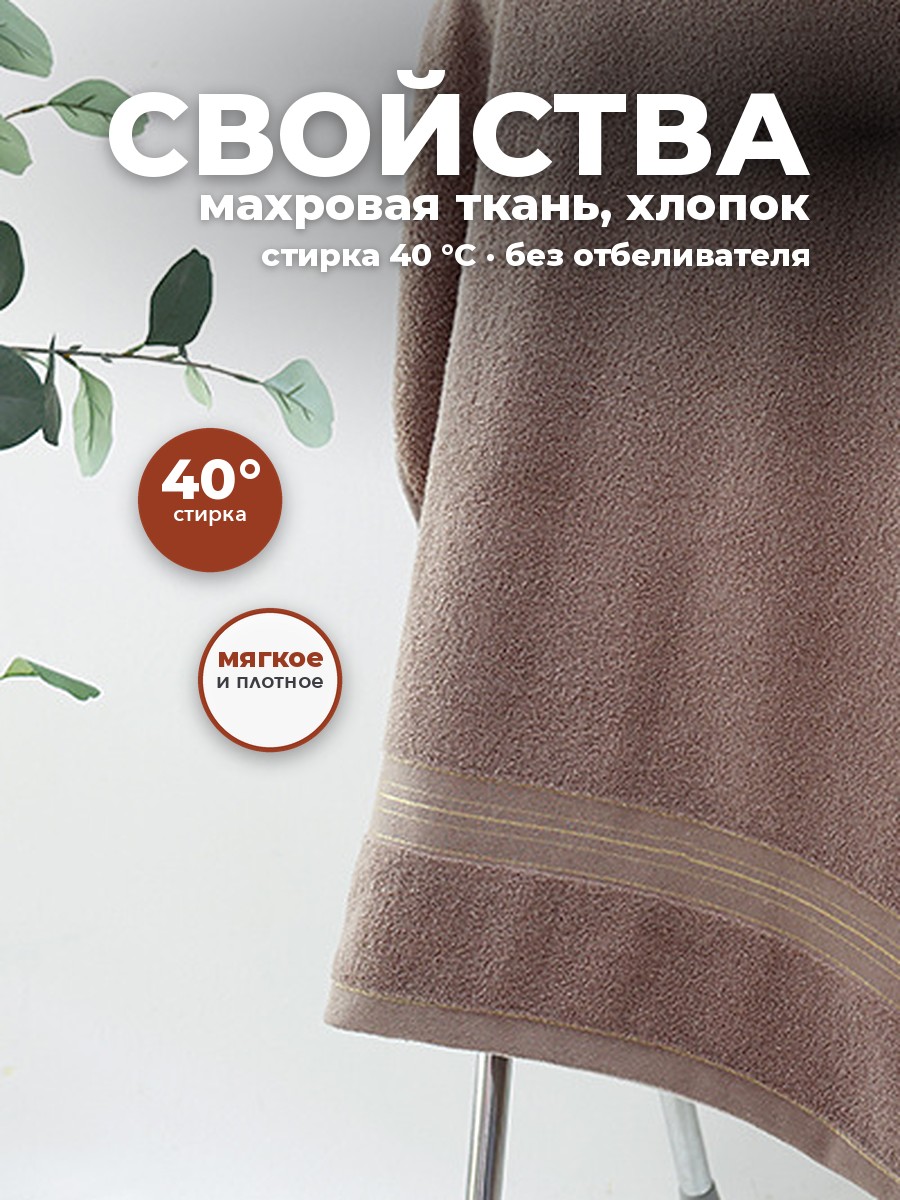 СВОЙСТВА
махровая ткань, хлопок
стирка 40 °C · без отбеливателя
40°
стирка
мягкое
и плотное